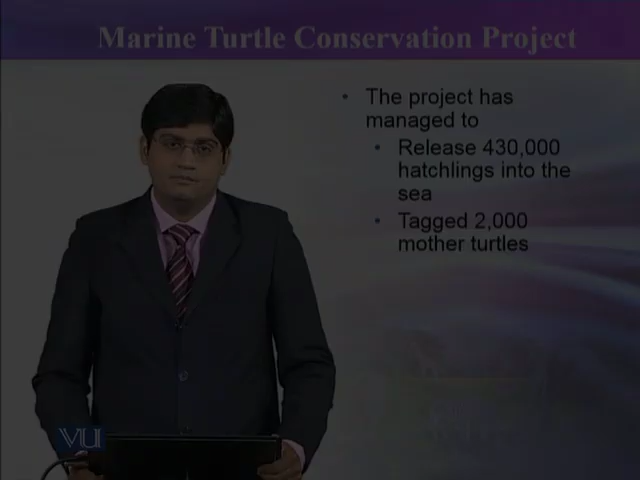 Marine Turtle Conservation Project
• The project has
managed to
• Release 430,000
hatchlings into the
sea
• Tagged 2,000
mother turtles
VU